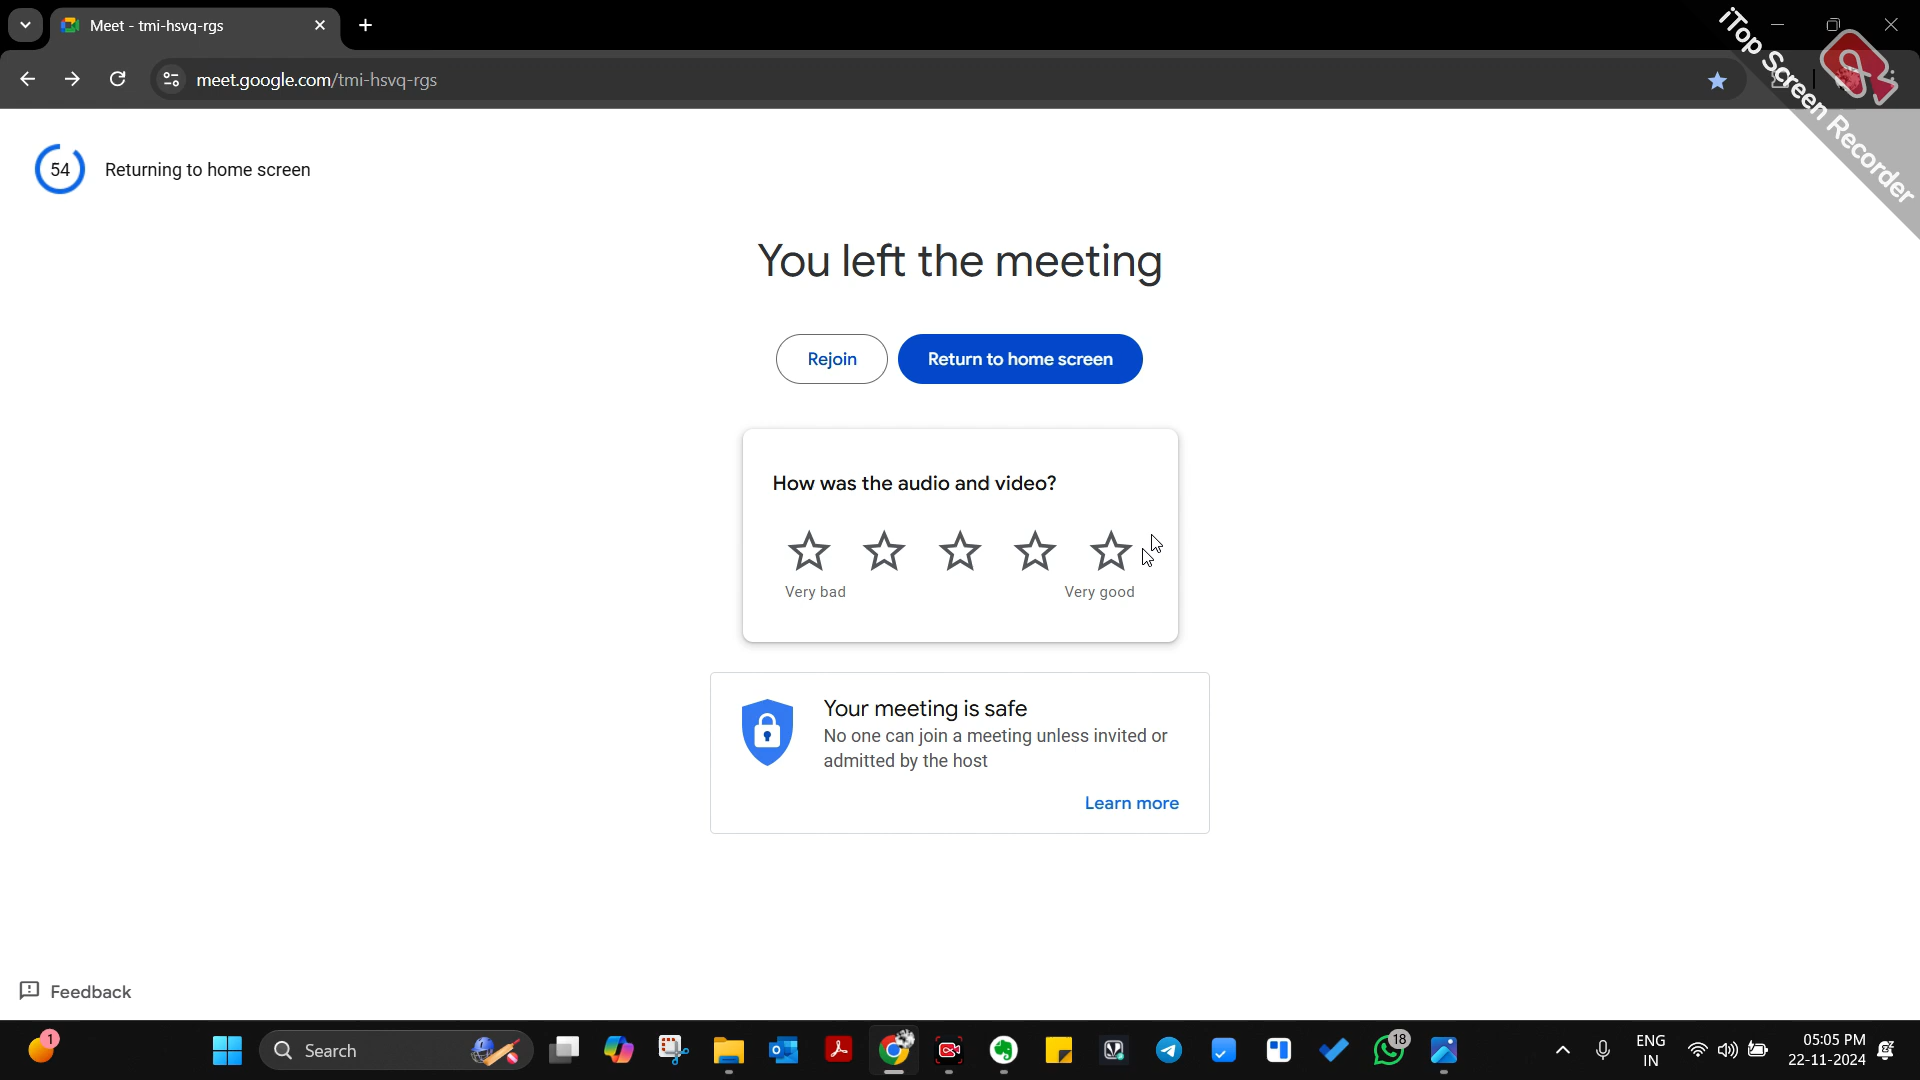 Meet - tmi-hsvq-rgs
meet.google.com/tmi-hsvq-rgs
iTop Screen Recorder
54
Returning to home screen
You left the meeting
Rejoin
Return to home screen
How was the audio and video?
Very bad
Very good
Your meeting is safe
No one can join a meeting unless invited or
admitted by the host
Learn more
Feedback
1
Search
18
ENG
IN
05:05 PM
22-11-2024